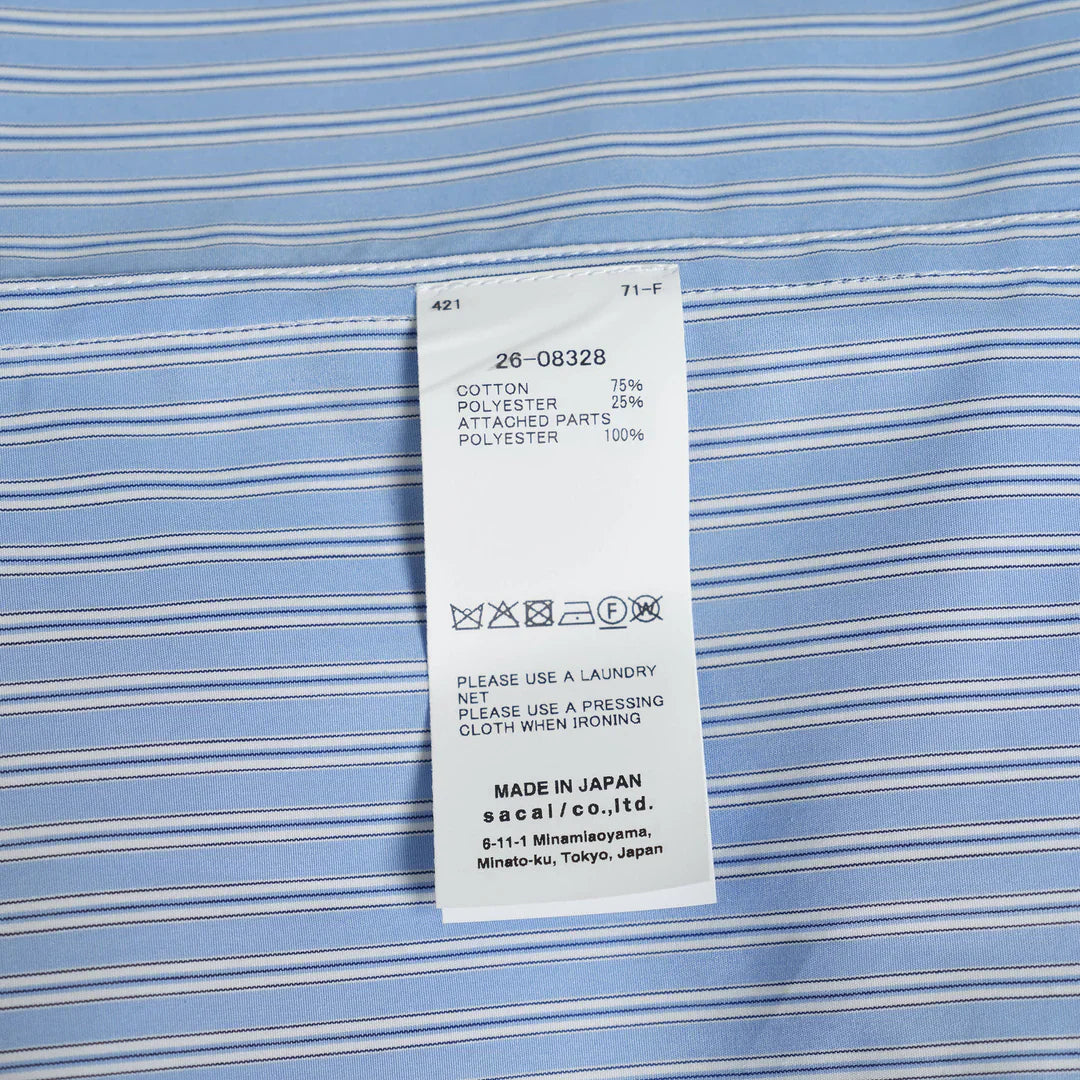 421 71-F
26-08328
COTTON 75%
POLYESTER 25%
ATTACHED PARTS
POLYESTER 100%
F W
PLEASE USE A LAUNDRY
NET
PLEASE USE A PRESSING
CLOTH WHEN IRONING
MADE IN JAPAN
sacai/co.,ltd.
6-11-1 Minamiaoyama,
Minato-ku, Tokyo, Japan